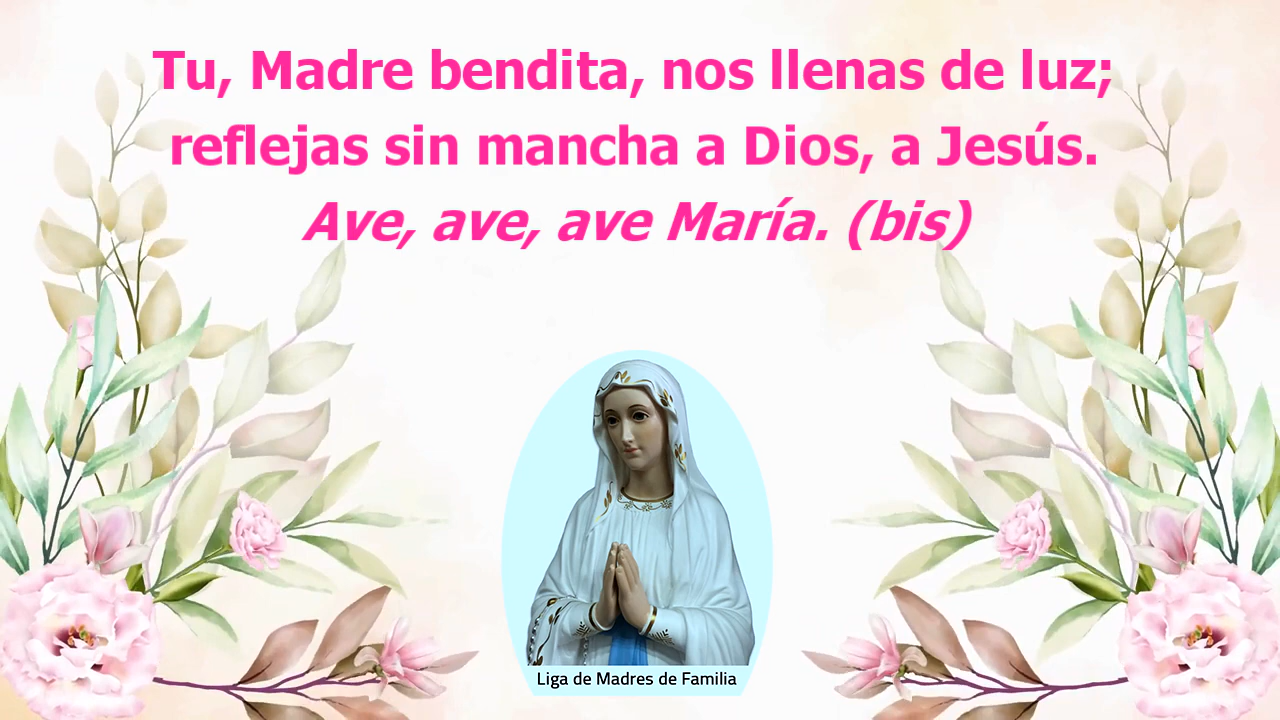 Tu, Madre bendita, nos llenas de luz;
reflejas sin mancha a Dios, a Jesús.
Ave, ave, ave María. (bis)
Liga de Madres de Familia